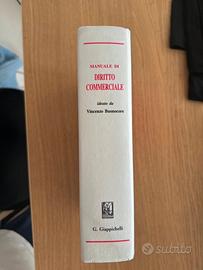 MANUALE DI
DIRITTO
COMMERCIALE
ideato da
Vincenzo Buonocore
G. Giappichelli
subito